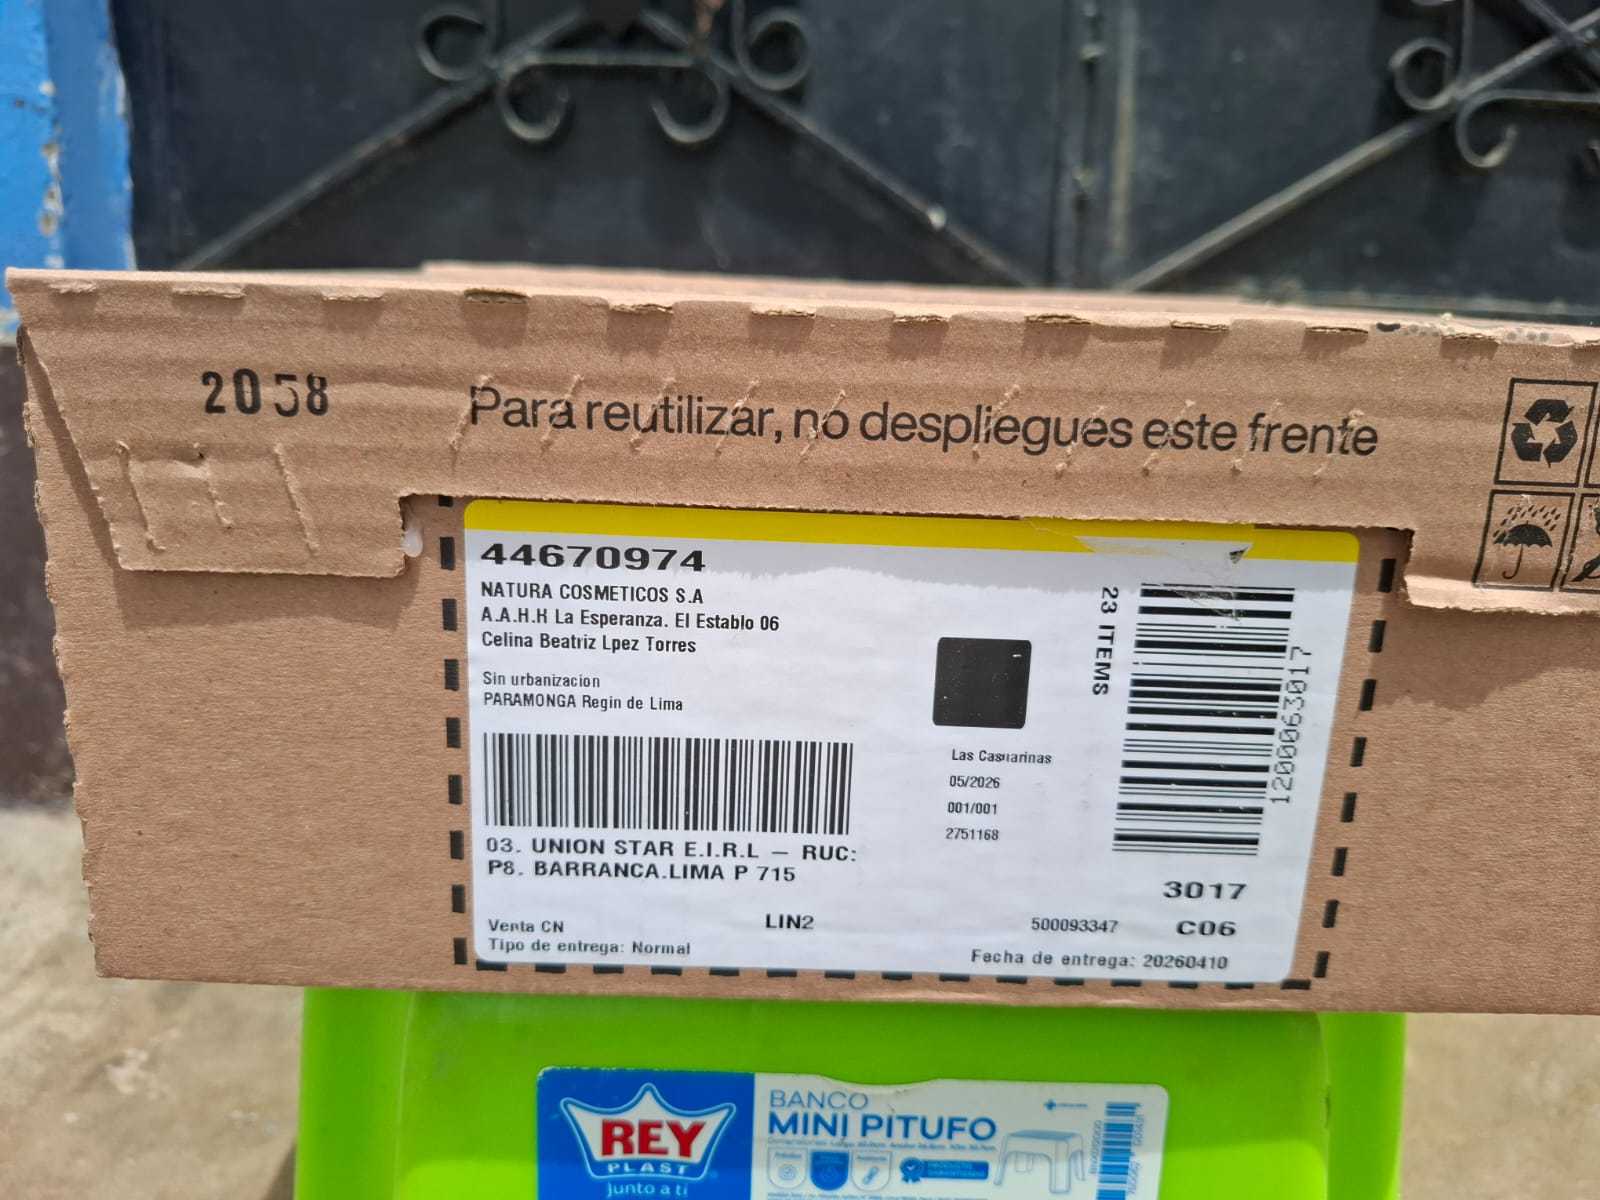 2058
Para reutilizar, no despliegues este frente
44670974
NATURA COSMETICOS S.A
A.A.H.H La Esperanza. El Establo 06
Celina Beatriz Lpez Torres
Sin urbanizacion
PARAMONGA Regin de Lima
23 ITEMS
1200063017
Las Casuarinas
05/2026
001/001
2751168
03. UNION STAR E.I.R.L – RUC:
P8. BARRANCA.LIMA P 715
3017
Venta CN
LIN2
500093347
C06
Tipo de entrega: Normal
Fecha de entrega: 20260410
REY
PLAST
junto a ti
BANCO
MINI PITUFO